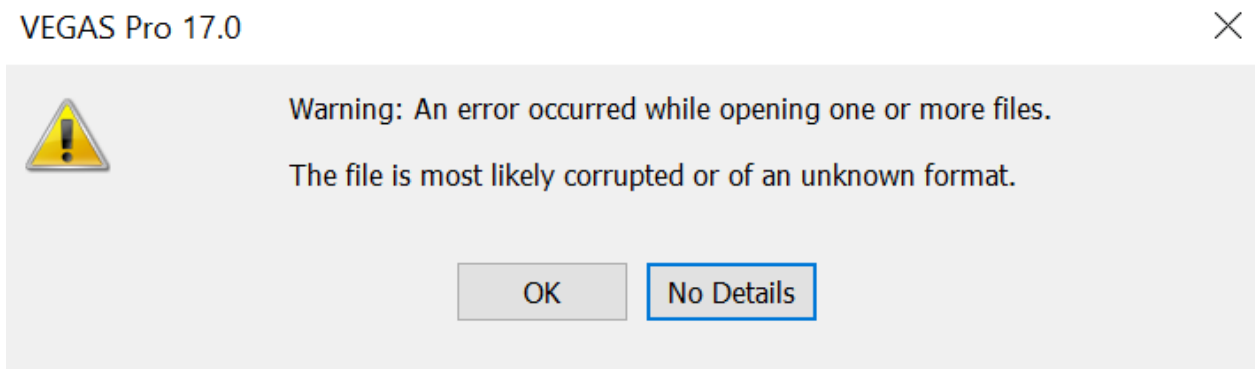 VEGAS Pro 17.0
Warning: An error occurred while opening one or more files.
The file is most likely corrupted or of an unknown format.
OK
No Details